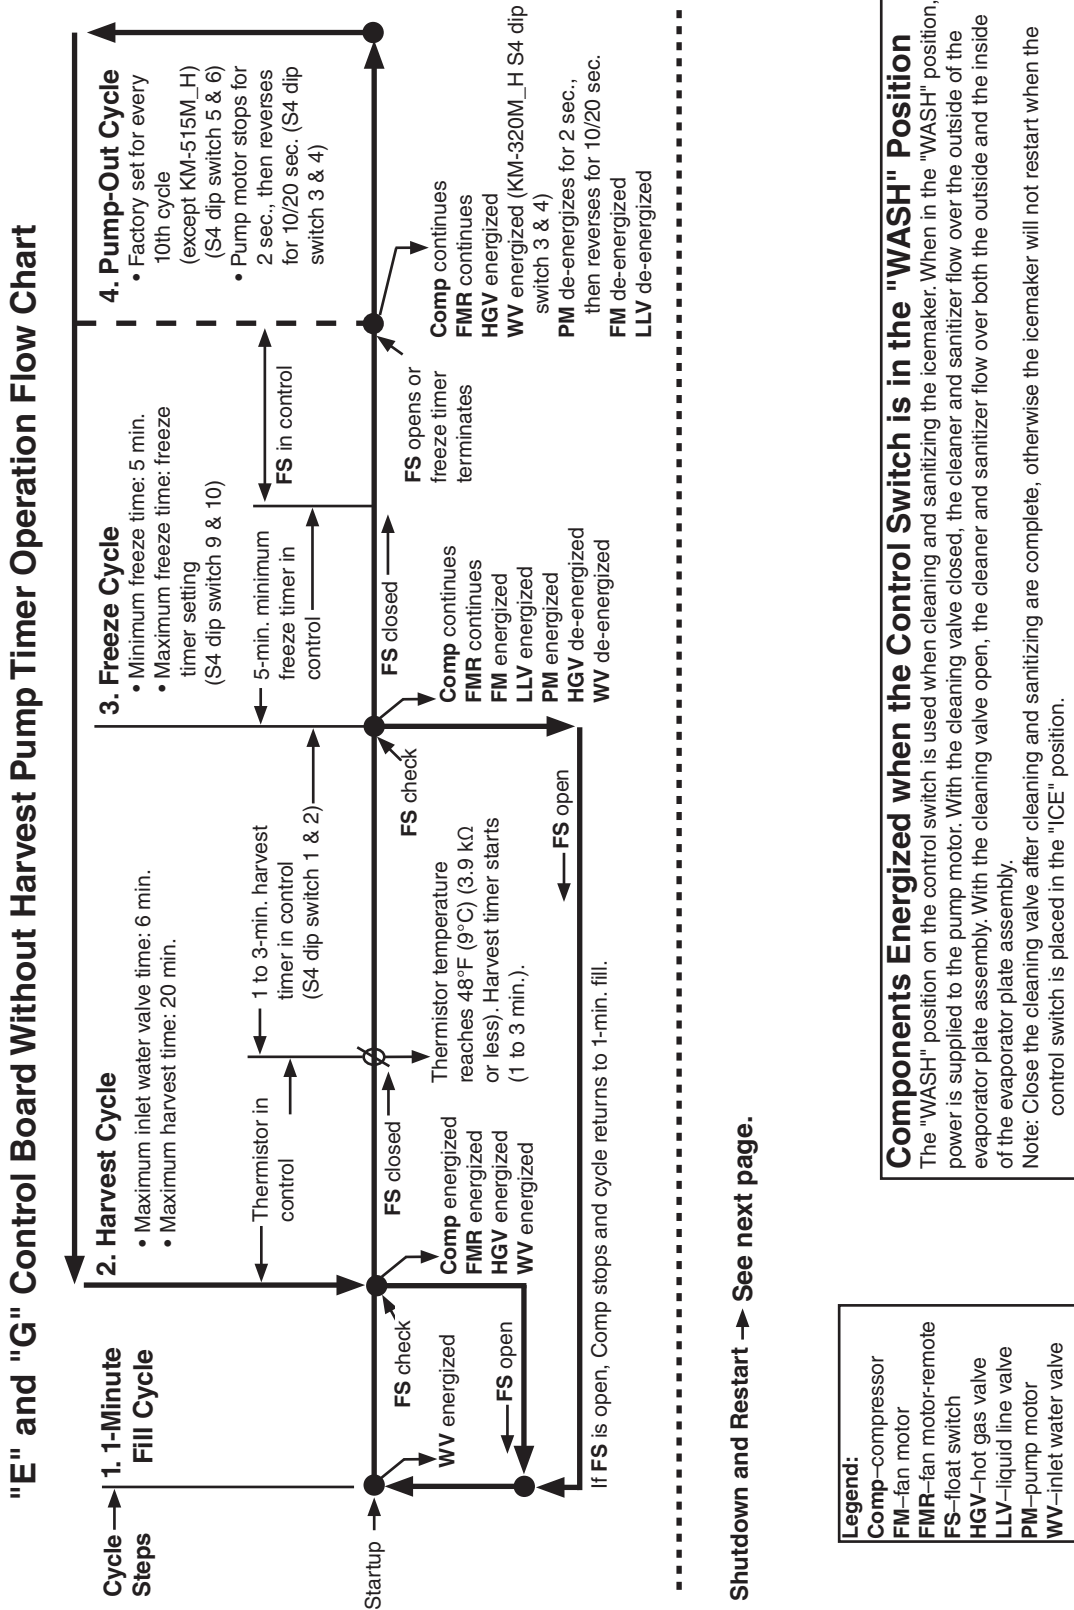 "E" and "G" Control Board Without Harvest Pump Timer Operation Flow Chart
Cycle
Steps
1. 1-Minute
Fill Cycle
2. Harvest Cycle
• Maximum inlet water valve time: 6 min.
• Maximum harvest time: 20 min.
3. Freeze Cycle
• Minimum freeze time: 5 min.
• Maximum freeze time: freeze
timer setting
(S4 dip switch 9 & 10)
4. Pump-Out Cycle
• Factory set for every
10th cycle
(except KM-515M_H)
(S4 dip switch 5 & 6)
• Pump motor stops for
2 sec., then reverses
for 10/20 sec. (S4 dip
switch 3 & 4)
Thermistor in
control
1 to 3-min. harvest
timer in control
(S4 dip switch 1 & 2)
5-min. minimum
freeze timer in
control
FS in control
Startup
FS check
FS closed
FS check
FS closed
FS opens or
freeze timer
terminates
WV energized
FS open
Comp energized
FMR energized
HGV energized
WV energized
Thermistor temperature
reaches 48°F (9°C) (3.9 kΩ
or less). Harvest timer starts
(1 to 3 min.).
FS open
Comp continues
FMR continues
FM energized
LLV energized
PM energized
HGV de-energized
WV de-energized
Comp continues
FMR continues
HGV energized
WV energized (KM-320M_H S4 dip
switch 3 & 4)
PM de-energizes for 2 sec.,
then reverses for 10/20 sec.
FM de-energized
LLV de-energized
If FS is open, Comp stops and cycle returns to 1-min. fill.
Shutdown and Restart See next page.
Legend:
Comp–compressor
FM–fan motor
FMR–fan motor-remote
FS–float switch
HGV–hot gas valve
LLV–liquid line valve
PM–pump motor
WV–inlet water valve
Components Energized when the Control Switch is in the "WASH" Position
The "WASH" position on the control switch is used when cleaning and sanitizing the icemaker. When in the "WASH" position,
power is supplied to the pump motor. With the cleaning valve closed, the cleaner and sanitizer flow over the outside of the
evaporator plate assembly. With the cleaning valve open, the cleaner and sanitizer flow over both the outside and the inside
of the evaporator plate assembly.
Note: Close the cleaning valve after cleaning and sanitizing are complete, otherwise the icemaker will not restart when the
control switch is placed in the "ICE" position.